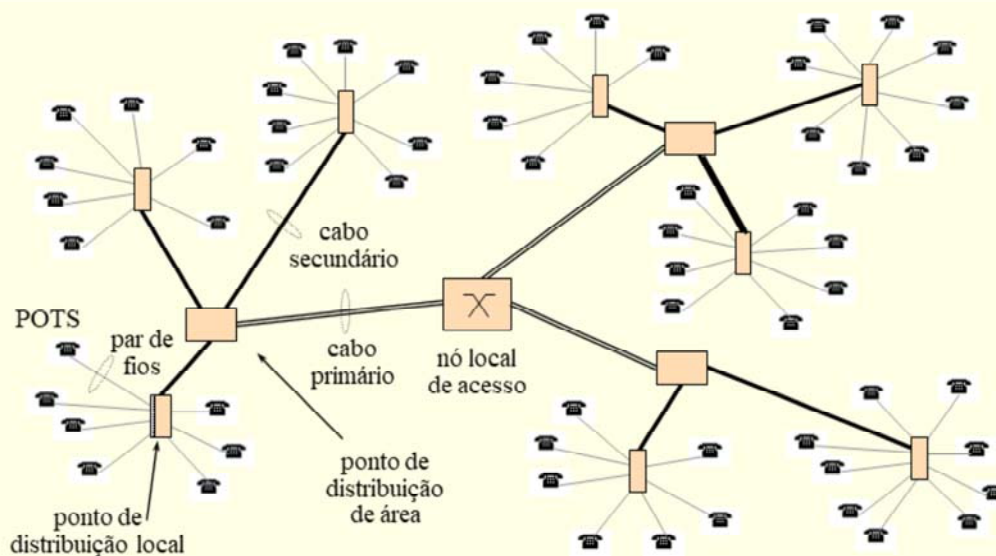 cabo
secundário
POTS
par de
fios
cabo
primário
nó local
de acesso
ponto de
distribuição
de área
ponto de
distribuição local